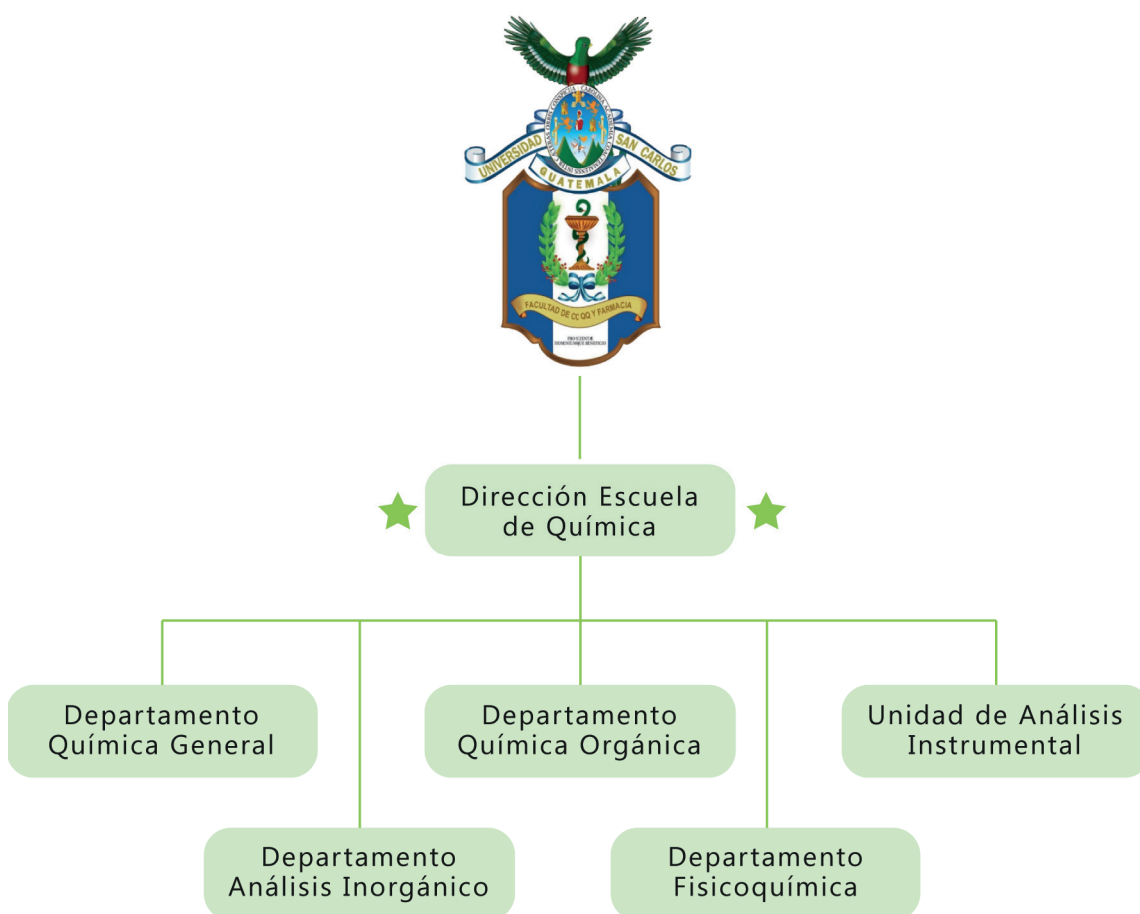 UNIVERSIDAD SAN CARLOS
GUATEMALA
FACULTAD DE CC QQ Y FARMACIA
Dirección Escuela
de Química
Departamento
Química General
Departamento
Química Orgánica
Unidad de Análisis
Instrumental
Departamento
Análisis Inorgánico
Departamento
Fisicoquímica